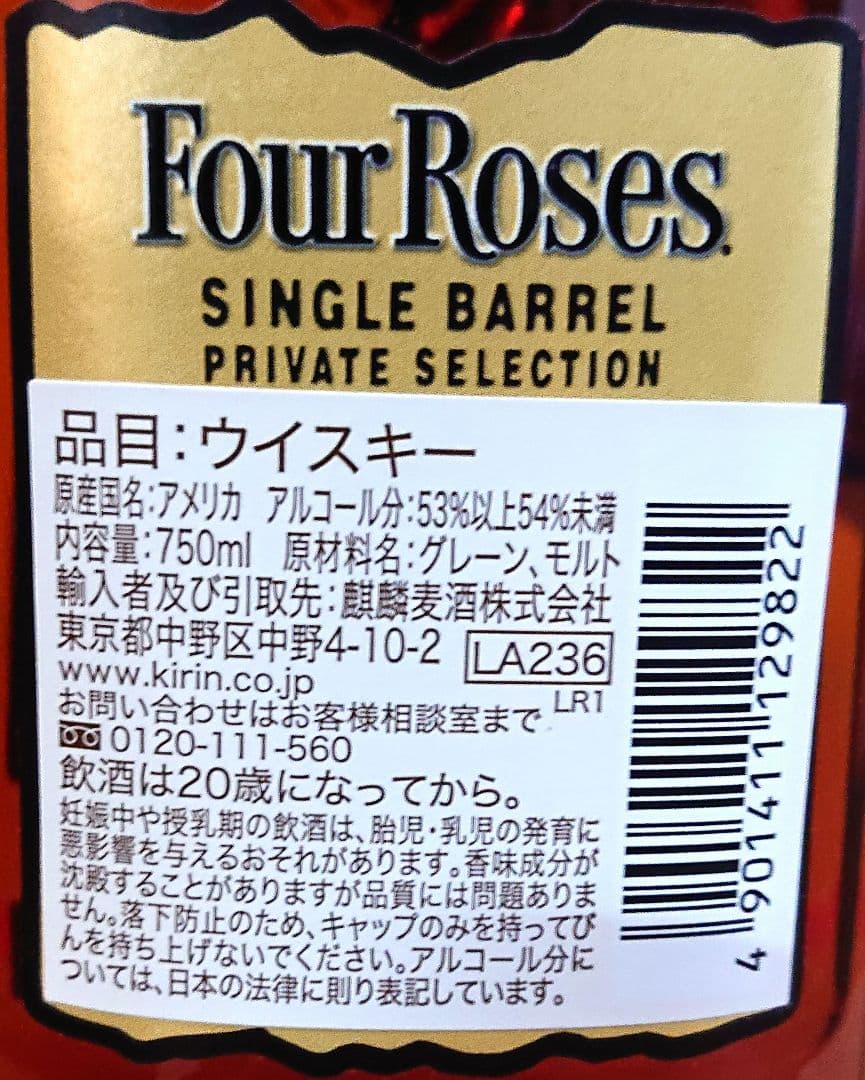 Four Roses.
SINGLE BARREL
PRIVATE SELECTION
品目:ウイスキー
原産国名:アメリカ アルコール分:53%以上54%未満
内容量:750ml 原材料名:グレーン、モルト
輸入者及び引取先:麒麟麦酒株式会社
東京都中野区中野4-10-2 LA236
www.kirin.co.jp
お問い合わせはお客様相談室まで LR1
0120-111-560
飲酒は20歳になってから。
妊娠中や授乳期の飲酒は、胎児・乳児の発育に
悪影響を与えるおそれがあります。香味成分が
沈殿することがありますが品質には問題ありま
せん。落下防止のため、キャップのみを持ってび
んを持ち上げないでください。アルコール分に
ついては、日本の法律に則り表記しています。
4 901411 129822